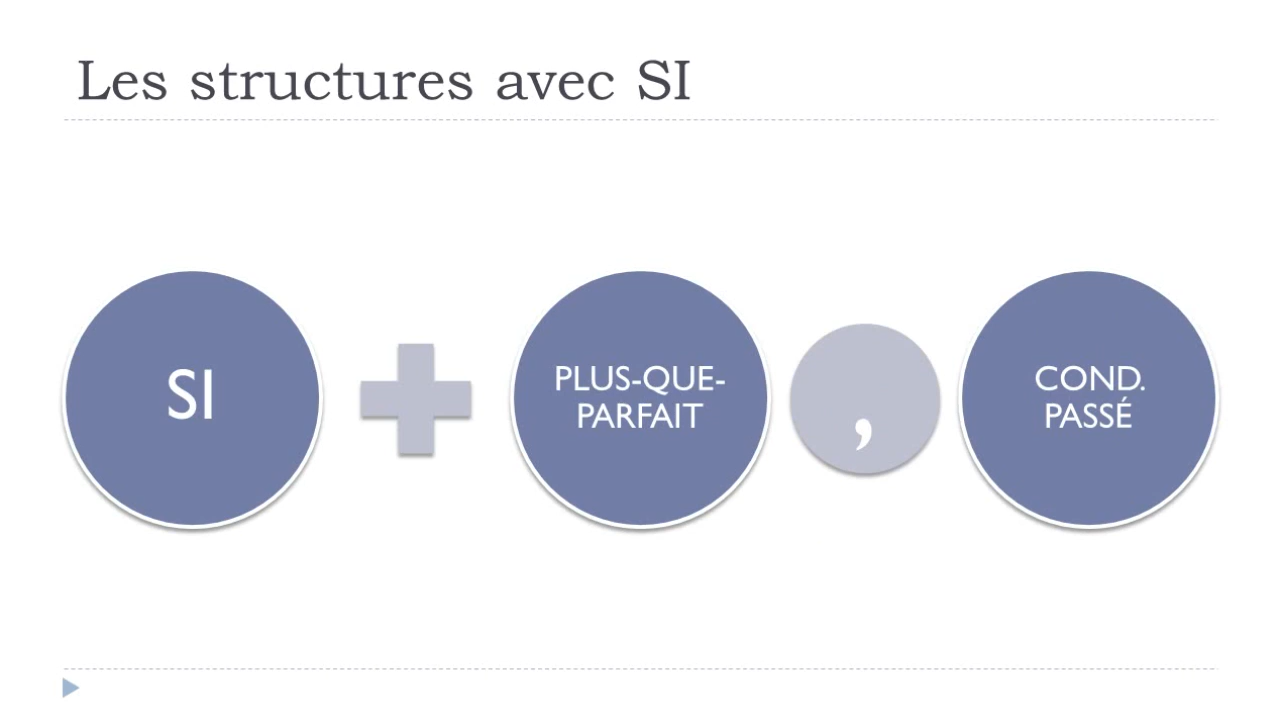 Les structures avec SI
SI
PLUS-QUE-
PARFAIT
,
COND.
PASSÉ